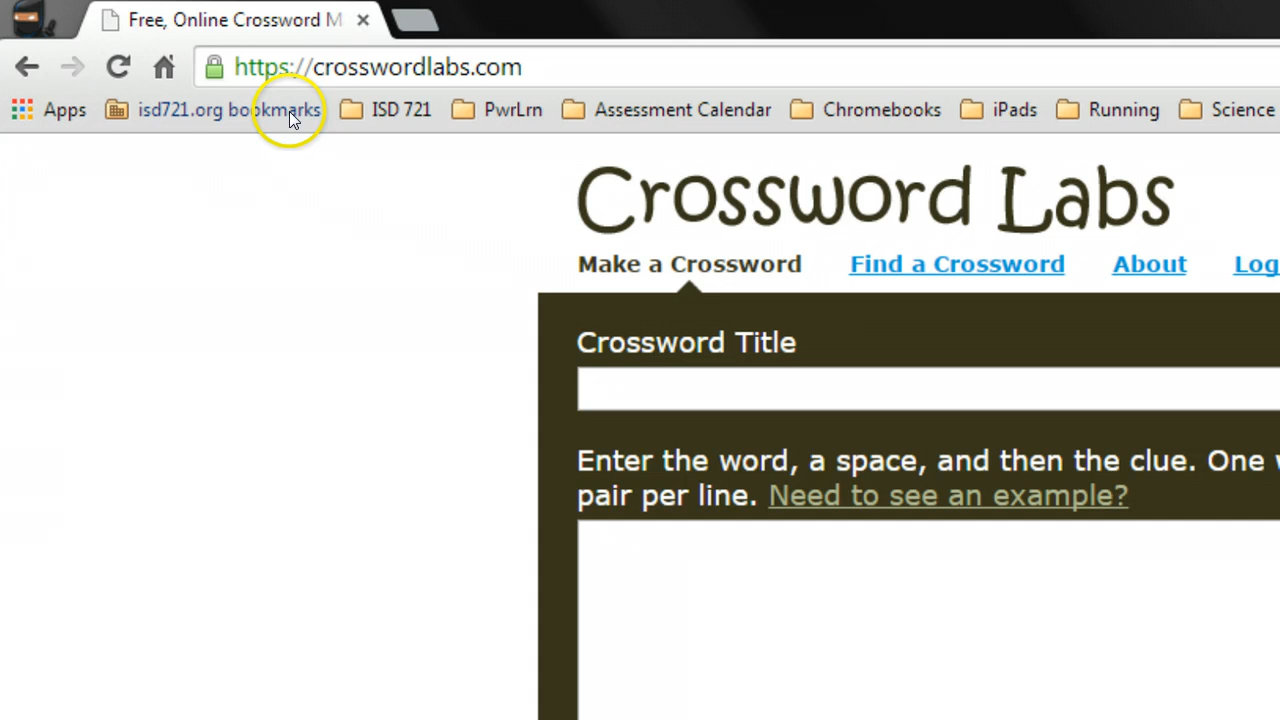 Free, Online Crossword M
https://crosswordlabs.com
Apps isd721.org bookmarks ISD 721 PwrLrn Assessment Calendar Chromebooks iPads Running Science
Crossword Labs
Make a Crossword Find a Crossword About Log
Crossword Title
Enter the word, a space, and then the clue. One
pair per line. Need to see an example?